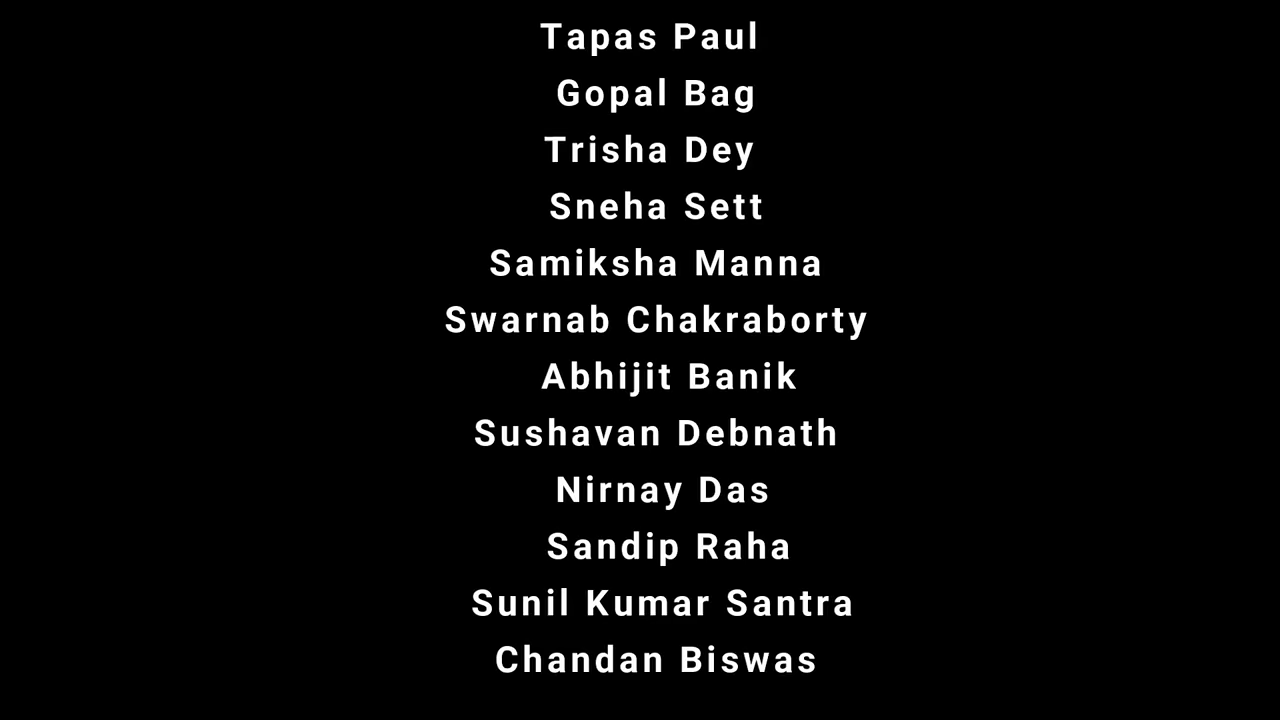 Tapas Paul
Gopal Bag
Trisha Dey
Sneha Sett
Samiksha Manna
Swarnab Chakraborty
Abhijit Banik
Sushavan Debnath
Nirnay Das
Sandip Raha
Sunil Kumar Santra
Chandan Biswas